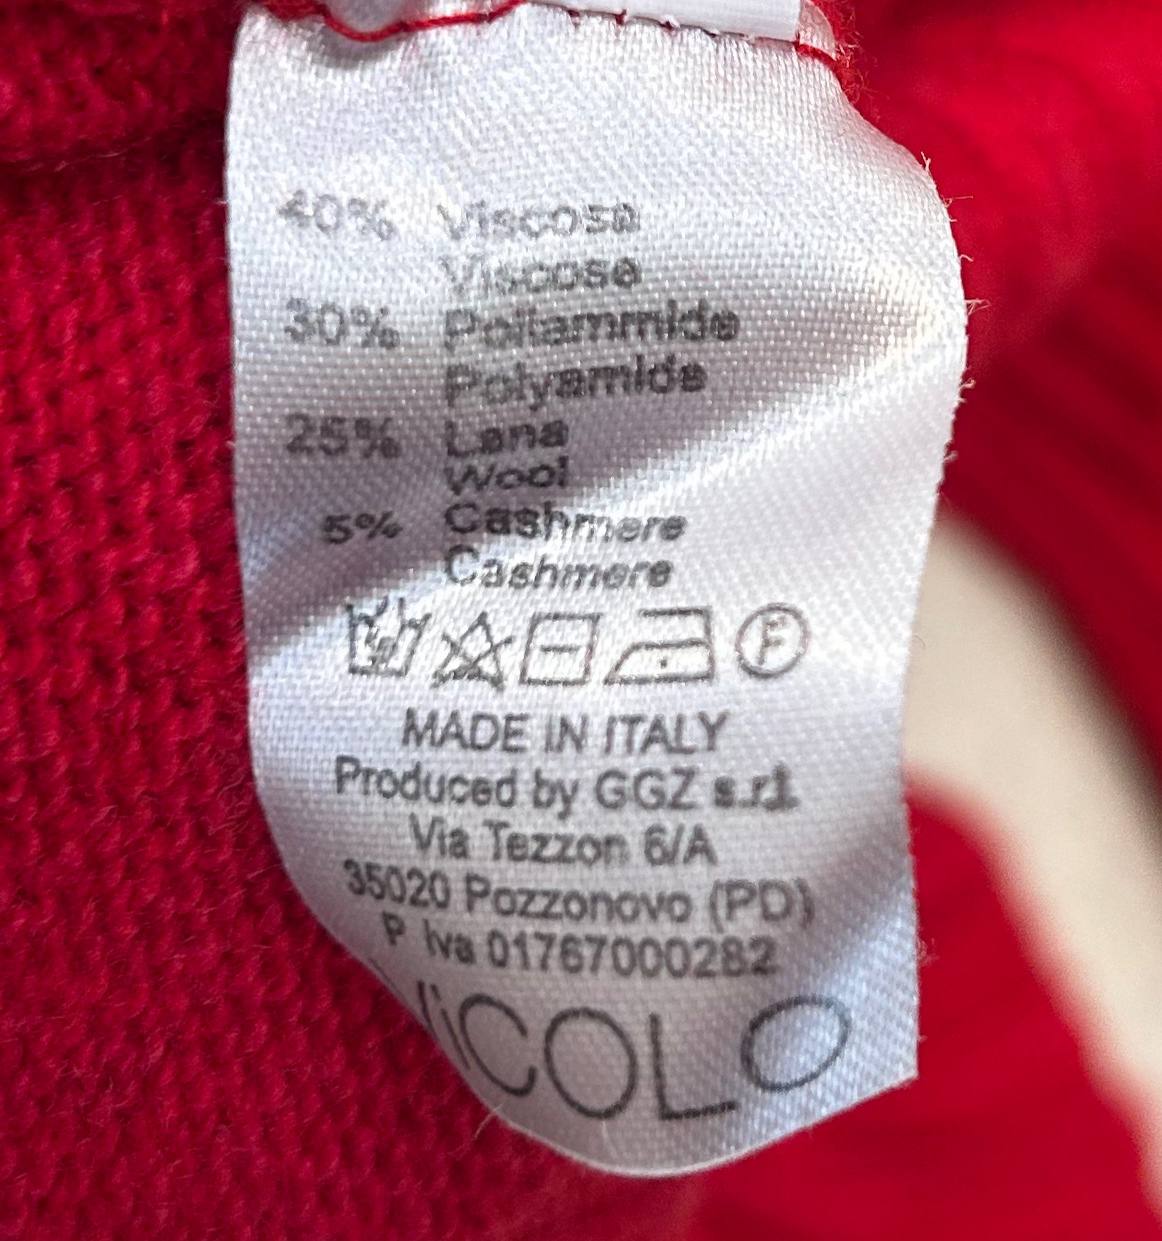 40% Viscosa
Viscose
30% Poliammide
Polyamide
25% Lana
Wool
5% Cashmere
Cashmere
F
MADE IN ITALY
Produced by GGZ s.r.l.
Via Tezzon 6/A
35020 Pozzonovo (PD)
P Iva 01767000282
ViCOLO